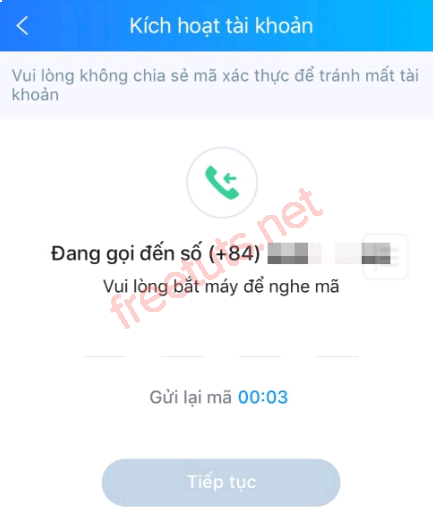 Kích hoạt tài khoản
Vui lòng không chia sẻ mã xác thực để tránh mất tài
khoản
Đang gọi đến số (+84)
Vui lòng bắt máy để nghe mã
freetuts.net
Gửi lại mã 00:03
Tiếp tục